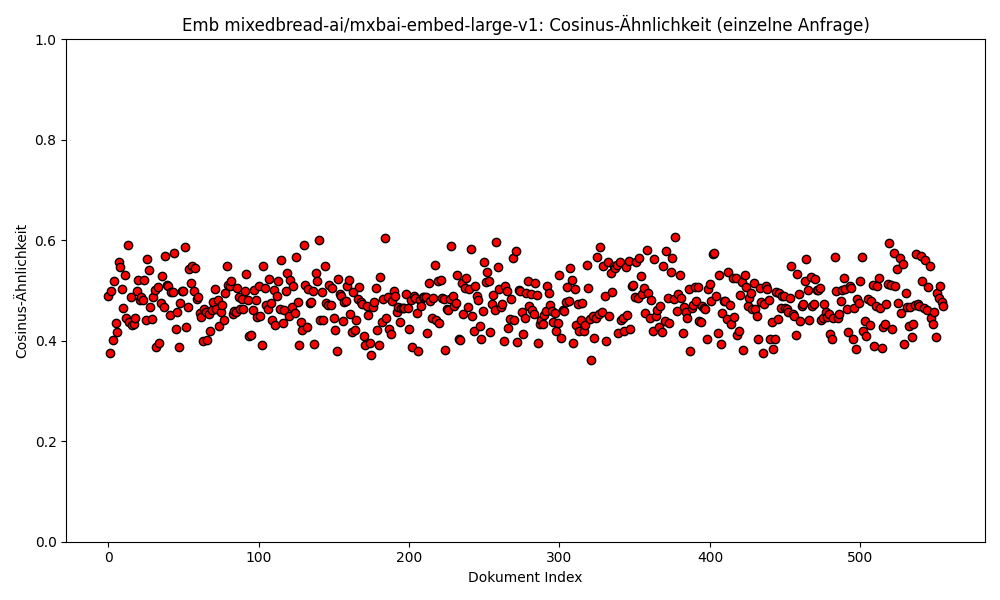 Emb mixedbread-ai/mxbai-embed-large-v1: Cosinus-Ähnlichkeit (einzelne Anfrage)
1.0
0.8
0.6
0.4
0.2
0.0
Cosinus-Ähnlichkeit
0 100 200 300 400 500
Dokument Index